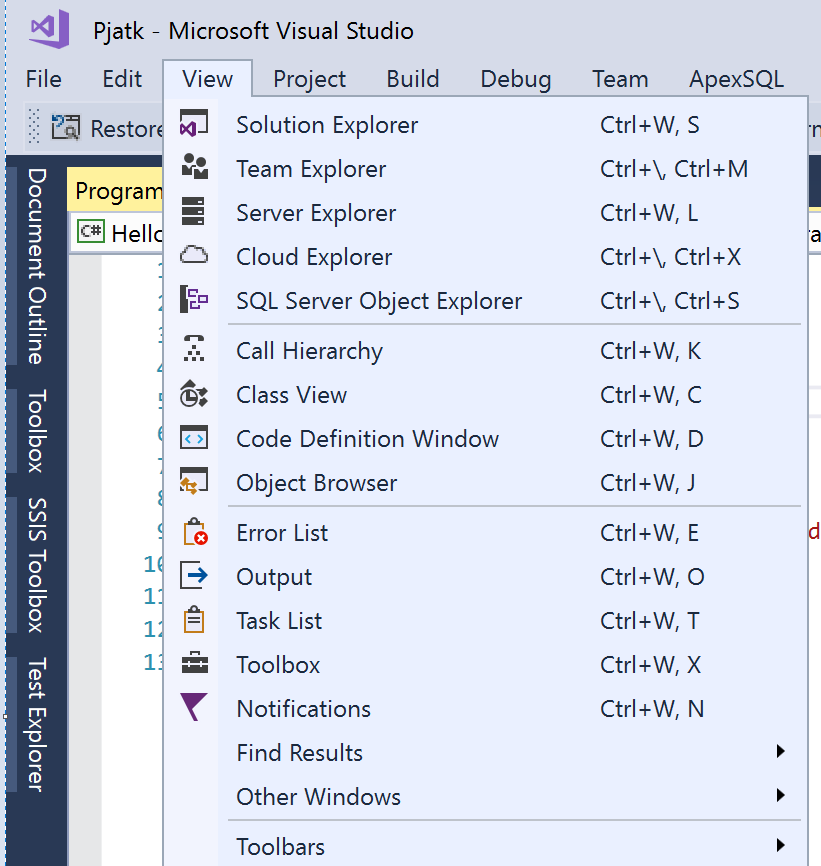 Pjatk - Microsoft Visual Studio
File Edit View Project Build Debug Team ApexSQL
Restore
Document Outline
Toolbox
SSIS Toolbox
Test Explorer
Program
C# Hello
10
11
12
13
Solution Explorer Ctrl+W, S
Team Explorer Ctrl+\, Ctrl+M
Server Explorer Ctrl+W, L
Cloud Explorer Ctrl+\, Ctrl+X
SQL Server Object Explorer Ctrl+\, Ctrl+S
Call Hierarchy Ctrl+W, K
Class View Ctrl+W, C
Code Definition Window Ctrl+W, D
Object Browser Ctrl+W, J
Error List Ctrl+W, E
Output Ctrl+W, O
Task List Ctrl+W, T
Toolbox Ctrl+W, X
Notifications Ctrl+W, N
Find Results
Other Windows
Toolbars